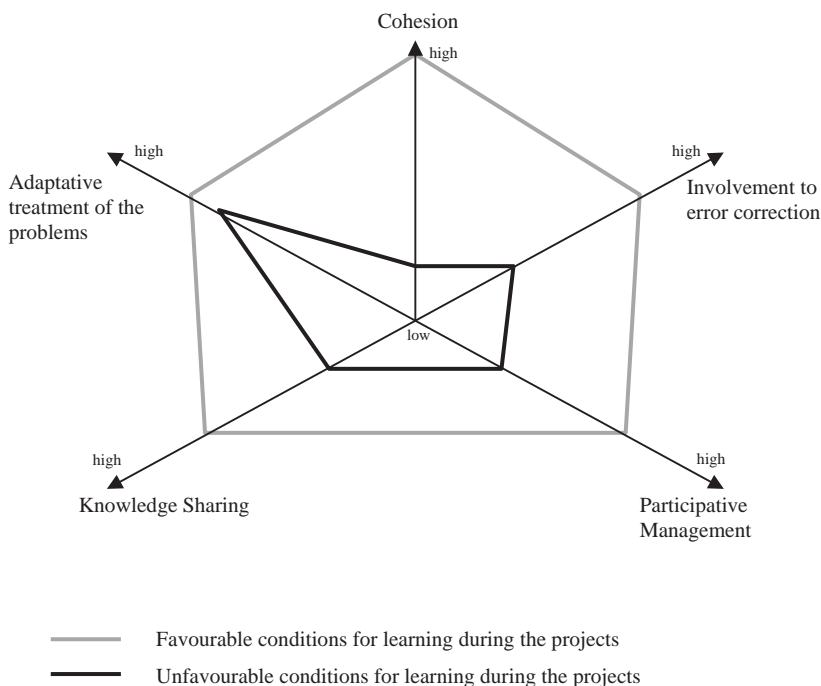 Cohesion
high
high
high
Adaptative
treatment of the
problems
Involvement to
error correction
low
high
high
Knowledge Sharing
Participative
Management
Favourable conditions for learning during the projects
Unfavourable conditions for learning during the projects